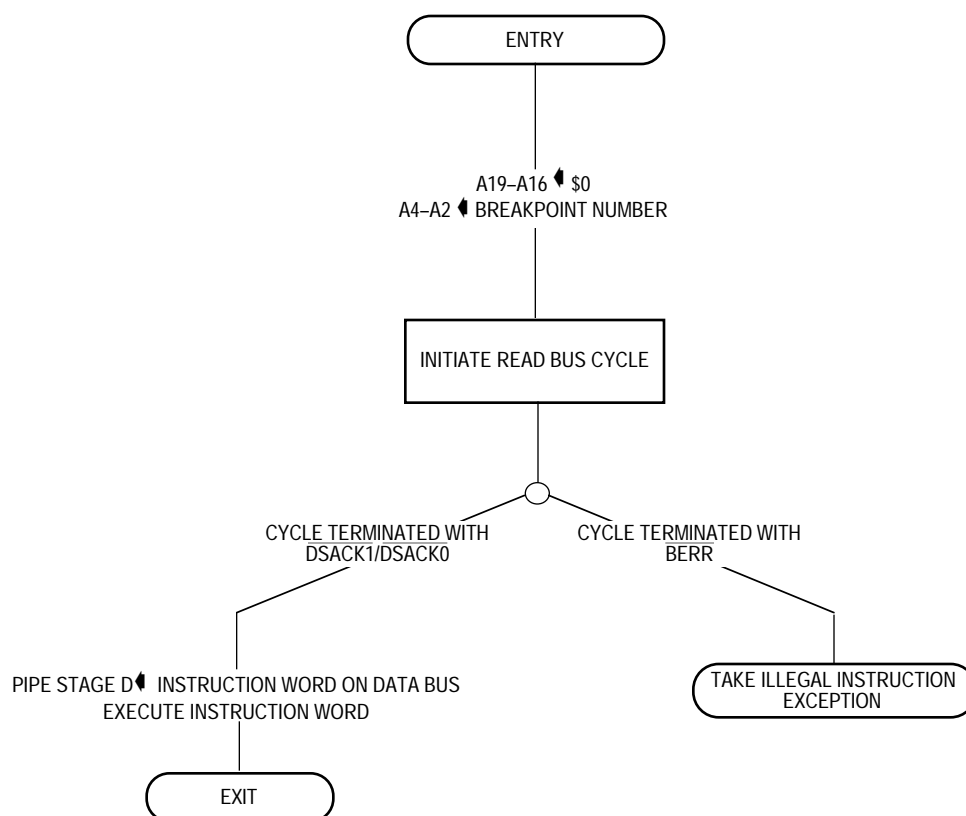 ENTRY
A19–A16 ⬅ $0
A4–A2 ⬅ BREAKPOINT NUMBER
INITIATE READ BUS CYCLE
CYCLE TERMINATED WITH
DSACK1/DSACK0
CYCLE TERMINATED WITH
BERR
PIPE STAGE D ⬅ INSTRUCTION WORD ON DATA BUS
EXECUTE INSTRUCTION WORD
TAKE ILLEGAL INSTRUCTION
EXCEPTION
EXIT